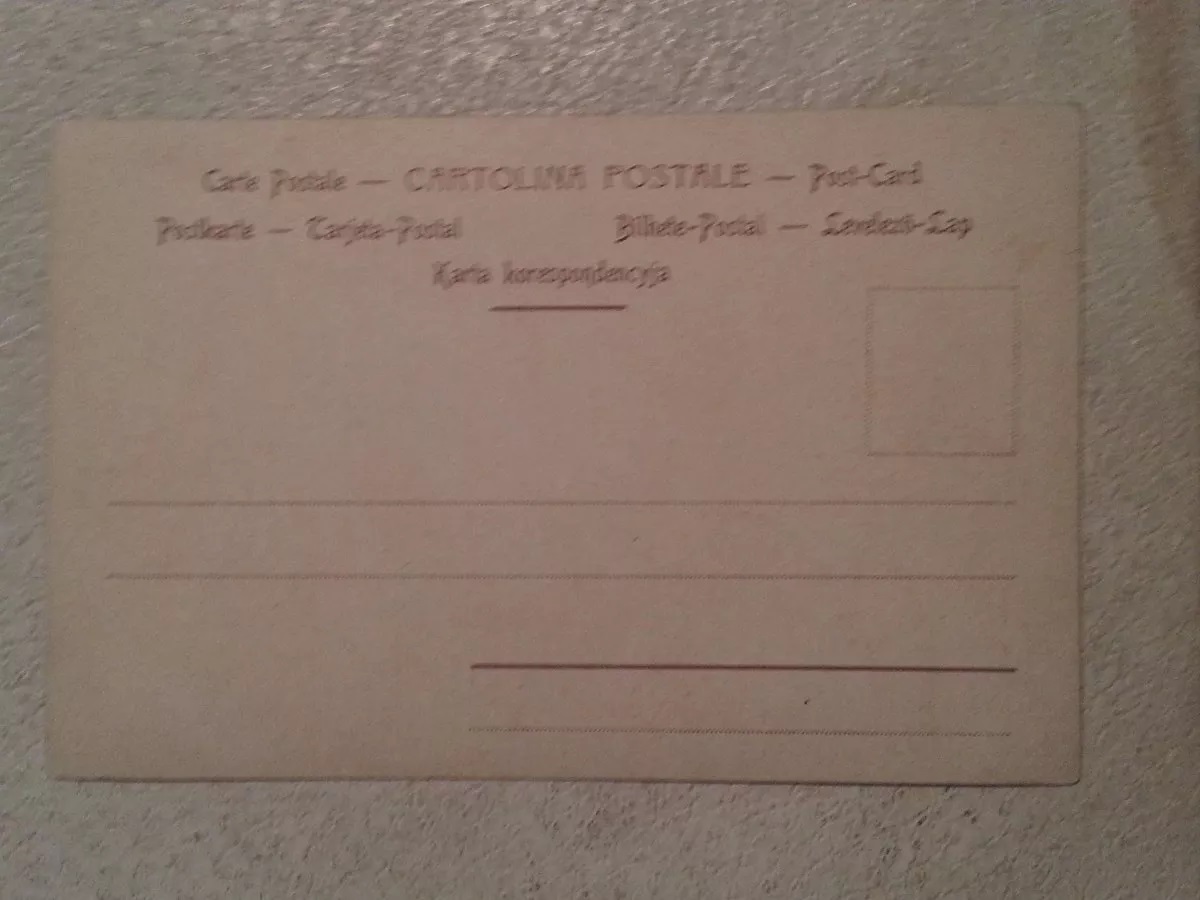 Carte Postale — CARTOLINA POSTALE — Post-Card
Postkarte — Tarjeta-Postal Bilhete-Postal — Levelezö-Lap
Karta korespondencyja